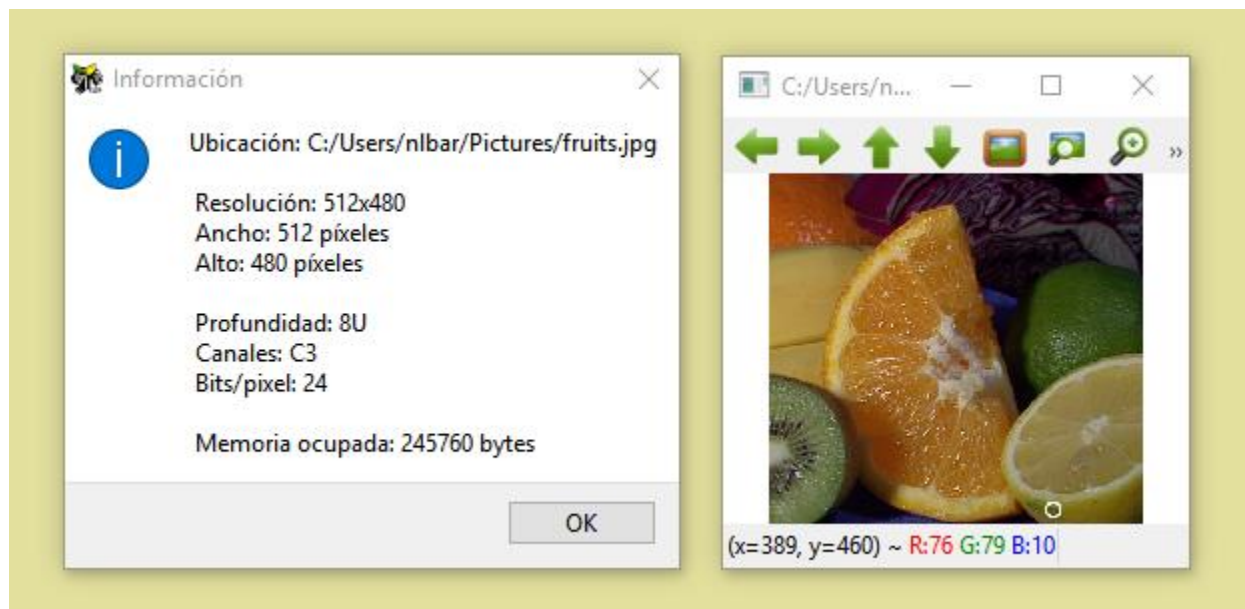 Información
Ubicación: C:/Users/nlbar/Pictures/fruits.jpg
Resolución: 512x480
Ancho: 512 píxeles
Alto: 480 píxeles
Profundidad: 8U
Canales: C3
Bits/pixel: 24
Memoria ocupada: 245760 bytes
OK
C:/Users/n...
(x=389, y=460) ~ R:76 G:79 B:10